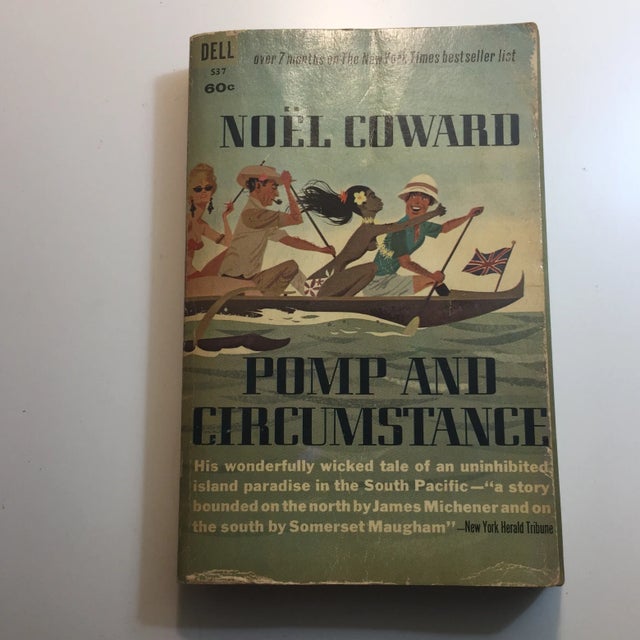 DELL
S37
60c
over 7 months on The New York Times bestseller list
NOËL COWARD
POMP AND
CIRCUMSTANCE
His wonderfully wicked tale of an uninhibited
island paradise in the South Pacific—"a story
bounded on the north by James Michener and on
the south by Somerset Maugham" —New York Herald Tribune